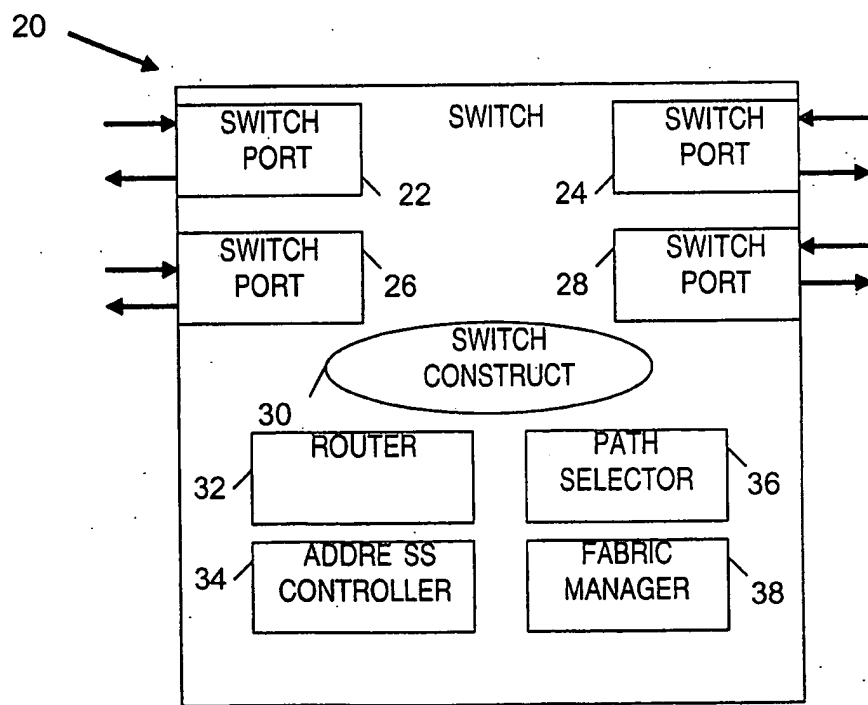 20
SWITCH
PORT
SWITCH
SWITCH
PORT
22
24
SWITCH
PORT
26
28
SWITCH
PORT
SWITCH
CONSTRUCT
30
ROUTER
32
PATH
SELECTOR
36
34
ADDRE SS
CONTROLLER
FABRIC
MANAGER
38